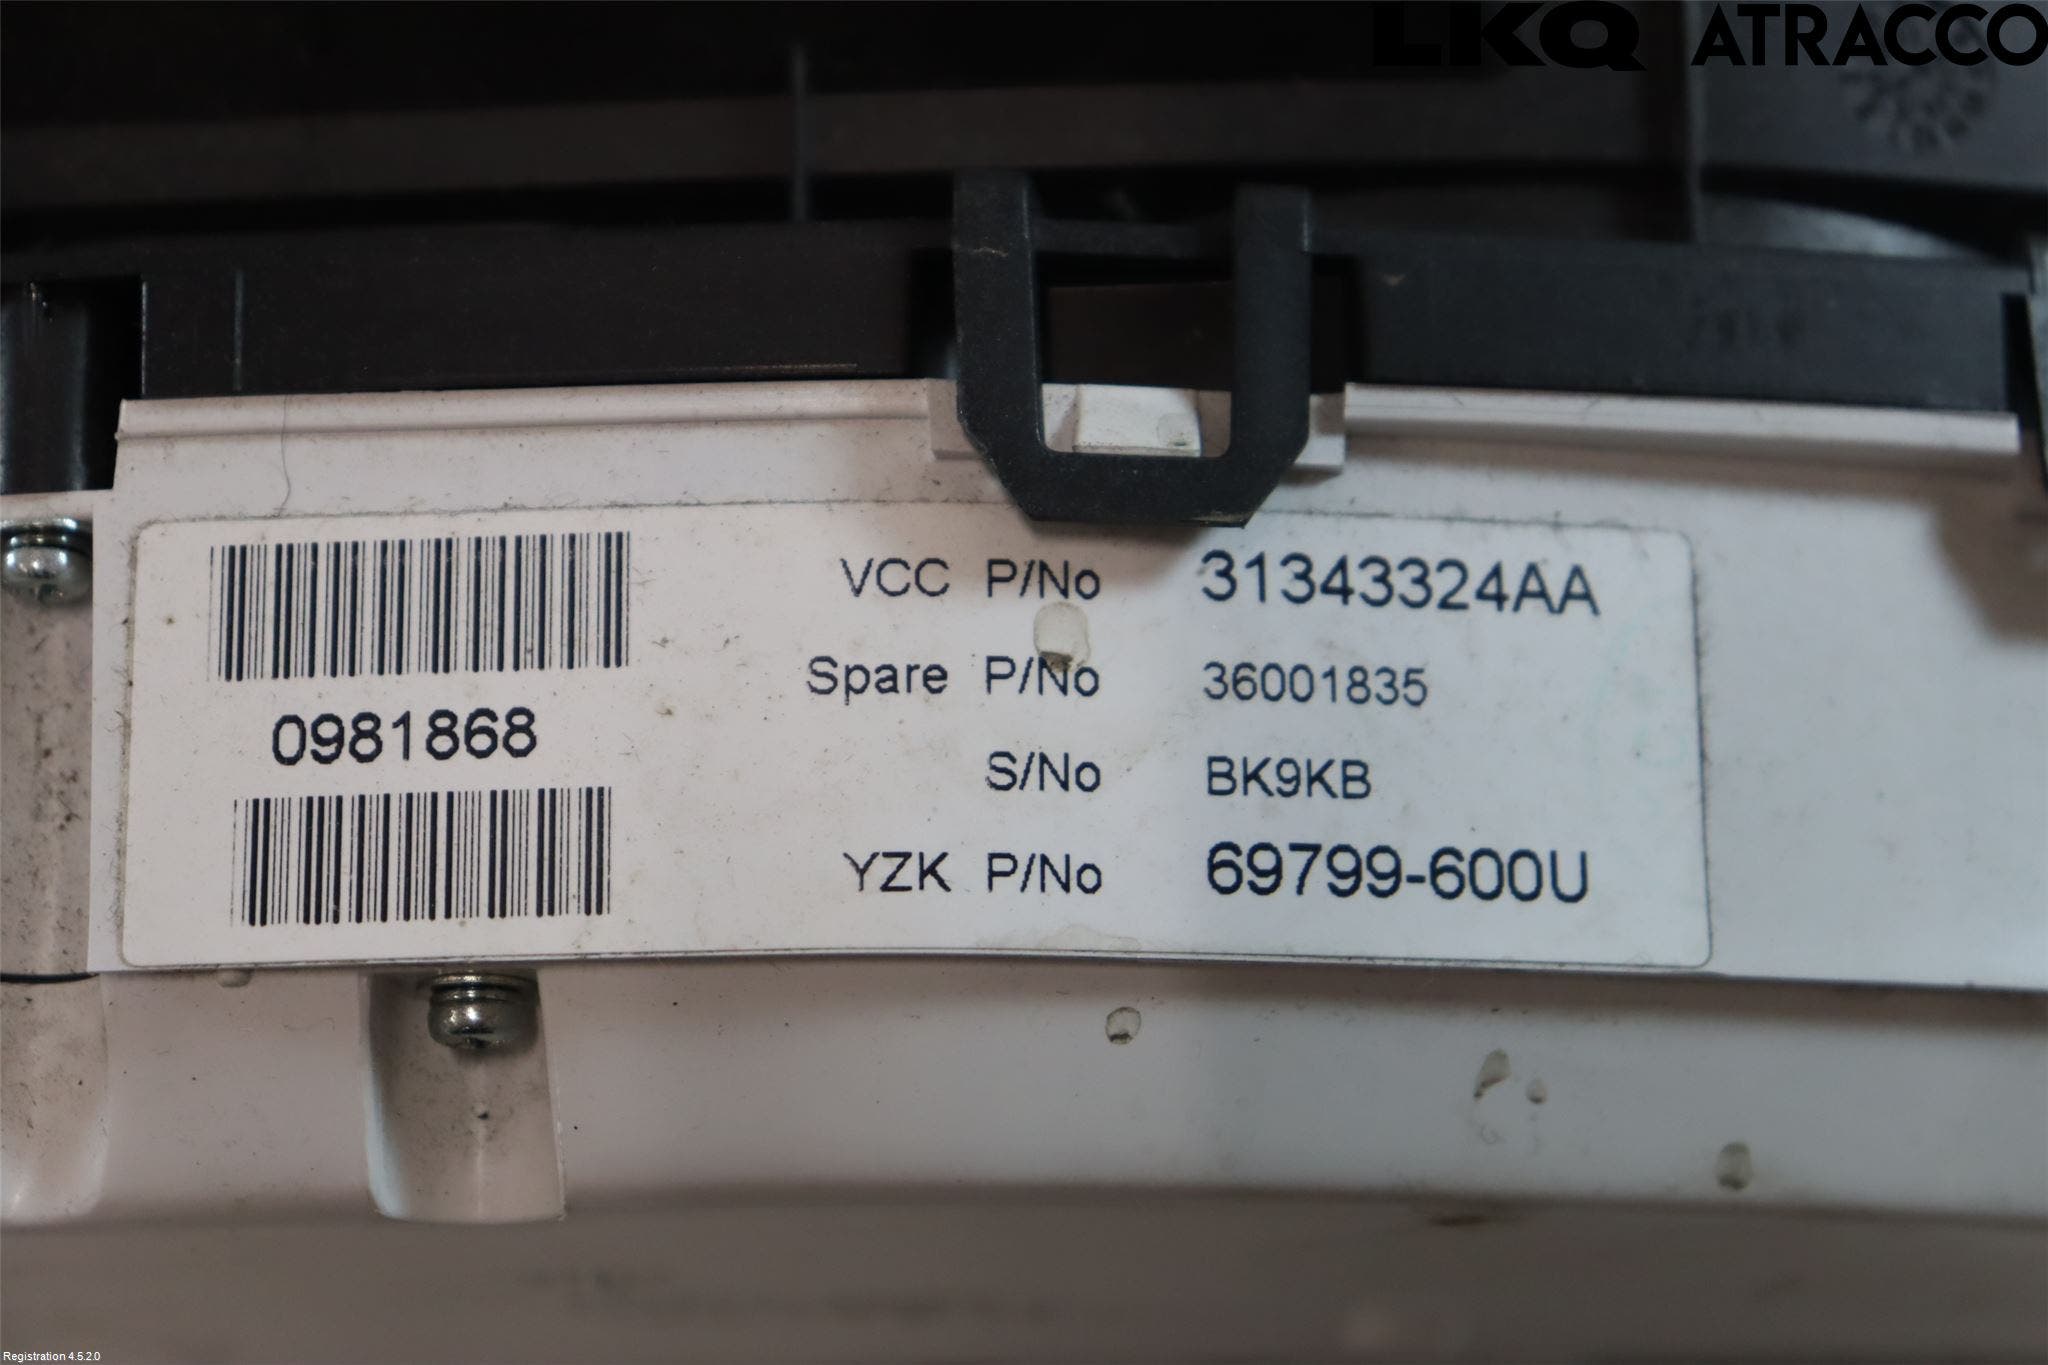 LKQ ATRACCO
VCC P/No 31343324AA
Spare P/No 36001835
0981868
S/No BK9KB
YZK P/No 69799-600U
Registration 4.5.2.0